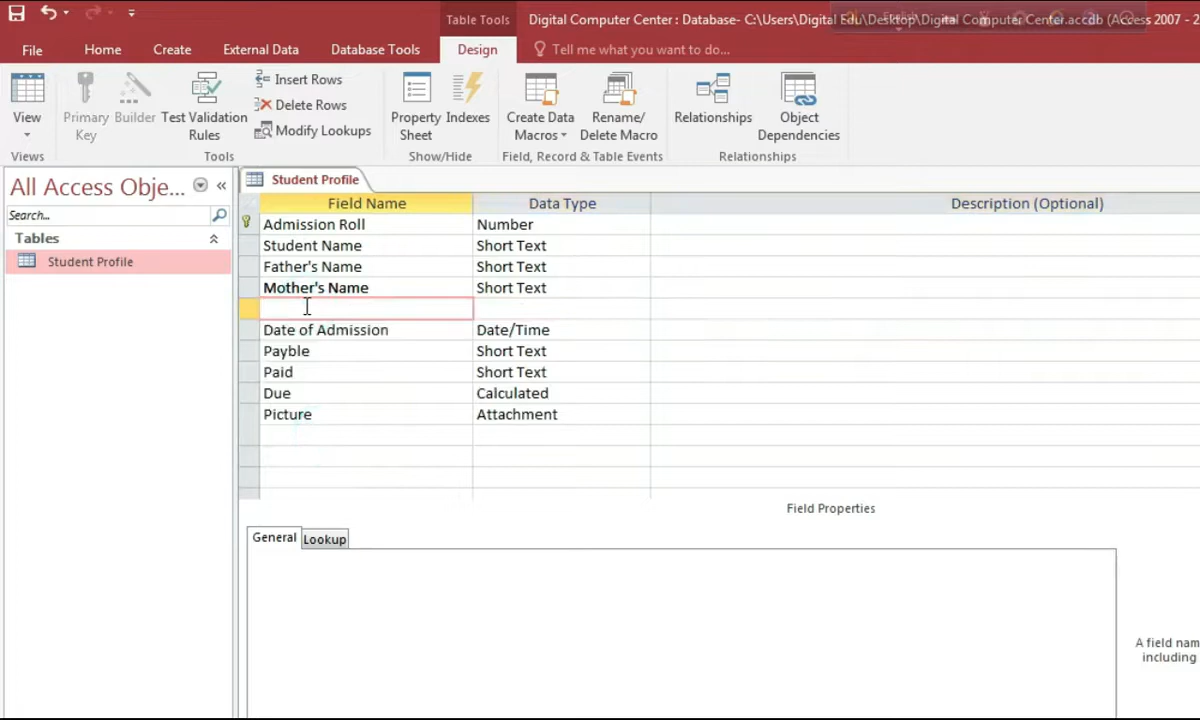 Table Tools
Digital Computer Center : Database- C:\Users\Digital Edu\Desktop\Digital Computer Center.accdb (Access 2007 - 2
File
Home
Create
External Data
Database Tools
Design
Tell me what you want to do...
View
Primary Key
Builder
Test Validation Rules
Insert Rows
Delete Rows
Modify Lookups
Property Sheet
Indexes
Create Data Macros
Rename/ Delete Macro
Relationships
Object Dependencies
Views
Tools
Show/Hide
Field, Record & Table Events
Relationships
All Access Obje...
Search...
Tables
Student Profile
Student Profile
Field Name Data Type Description (Optional)
Admission Roll Number
Student Name Short Text
Father's Name Short Text
Mother's Name Short Text
Date of Admission Date/Time
Payble Short Text
Paid Short Text
Due Calculated
Picture Attachment
Field Properties
General
Lookup
A field nam
including